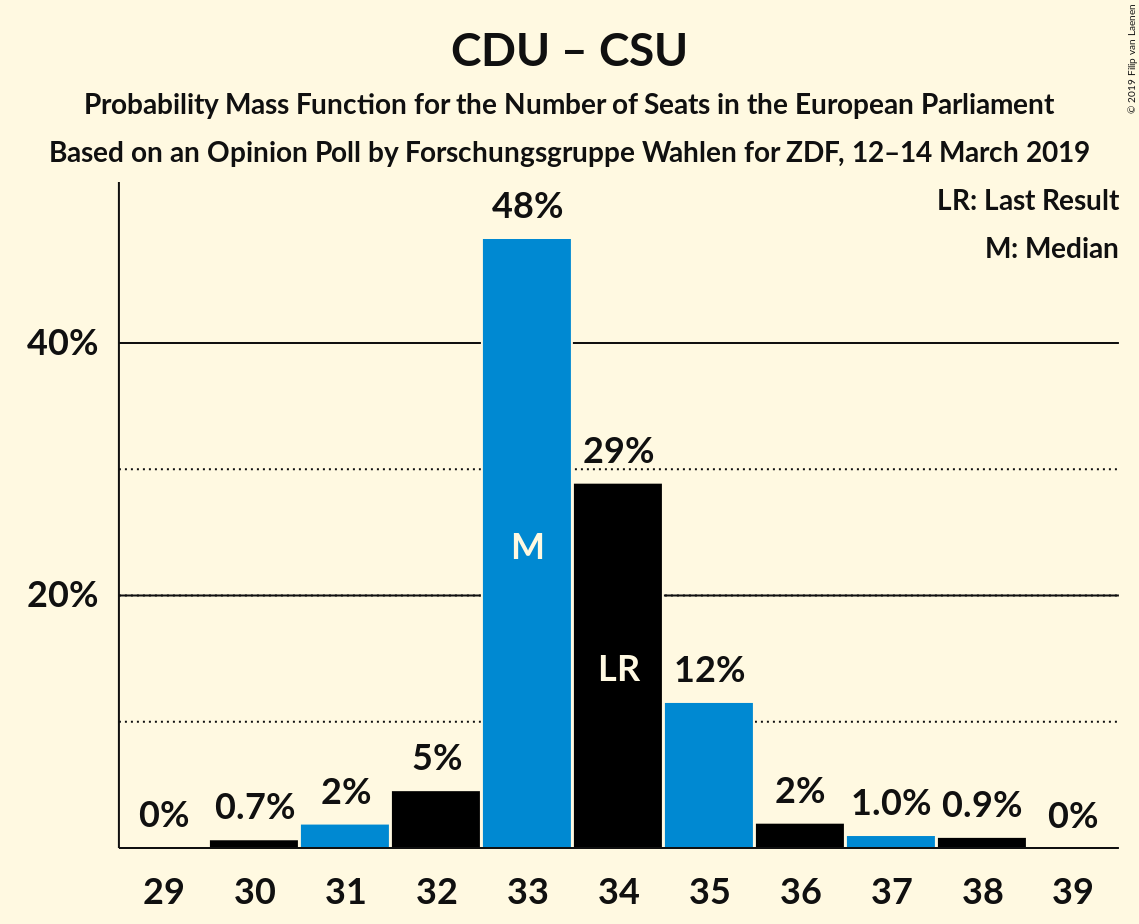 CDU – CSU
Probability Mass Function for the Number of Seats in the European Parliament
Based on an Opinion Poll by Forschungsgruppe Wahlen for ZDF, 12–14 March 2019
© 2019 Filip van Laenen
LR: Last Result
M: Median
40%
20%
0%
0.7%
2%
5%
48%
29%
12%
2%
1.0%
0.9%
0%
M
LR
29 30 31 32 33 34 35 36 37 38 39